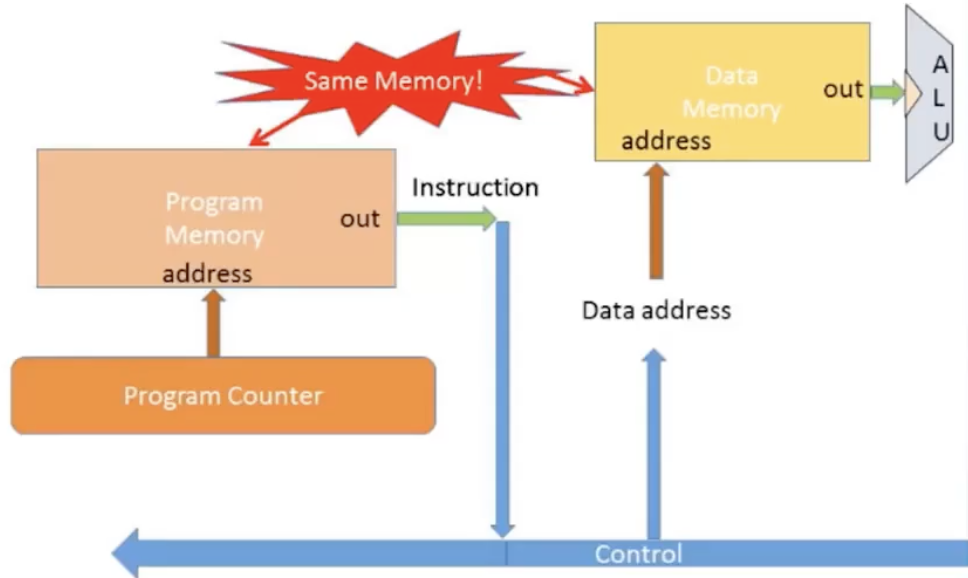 Same Memory!
Data
Memory
out
address
A
L
U
Instruction
Program
Memory
out
address
Data address
Program Counter
Control